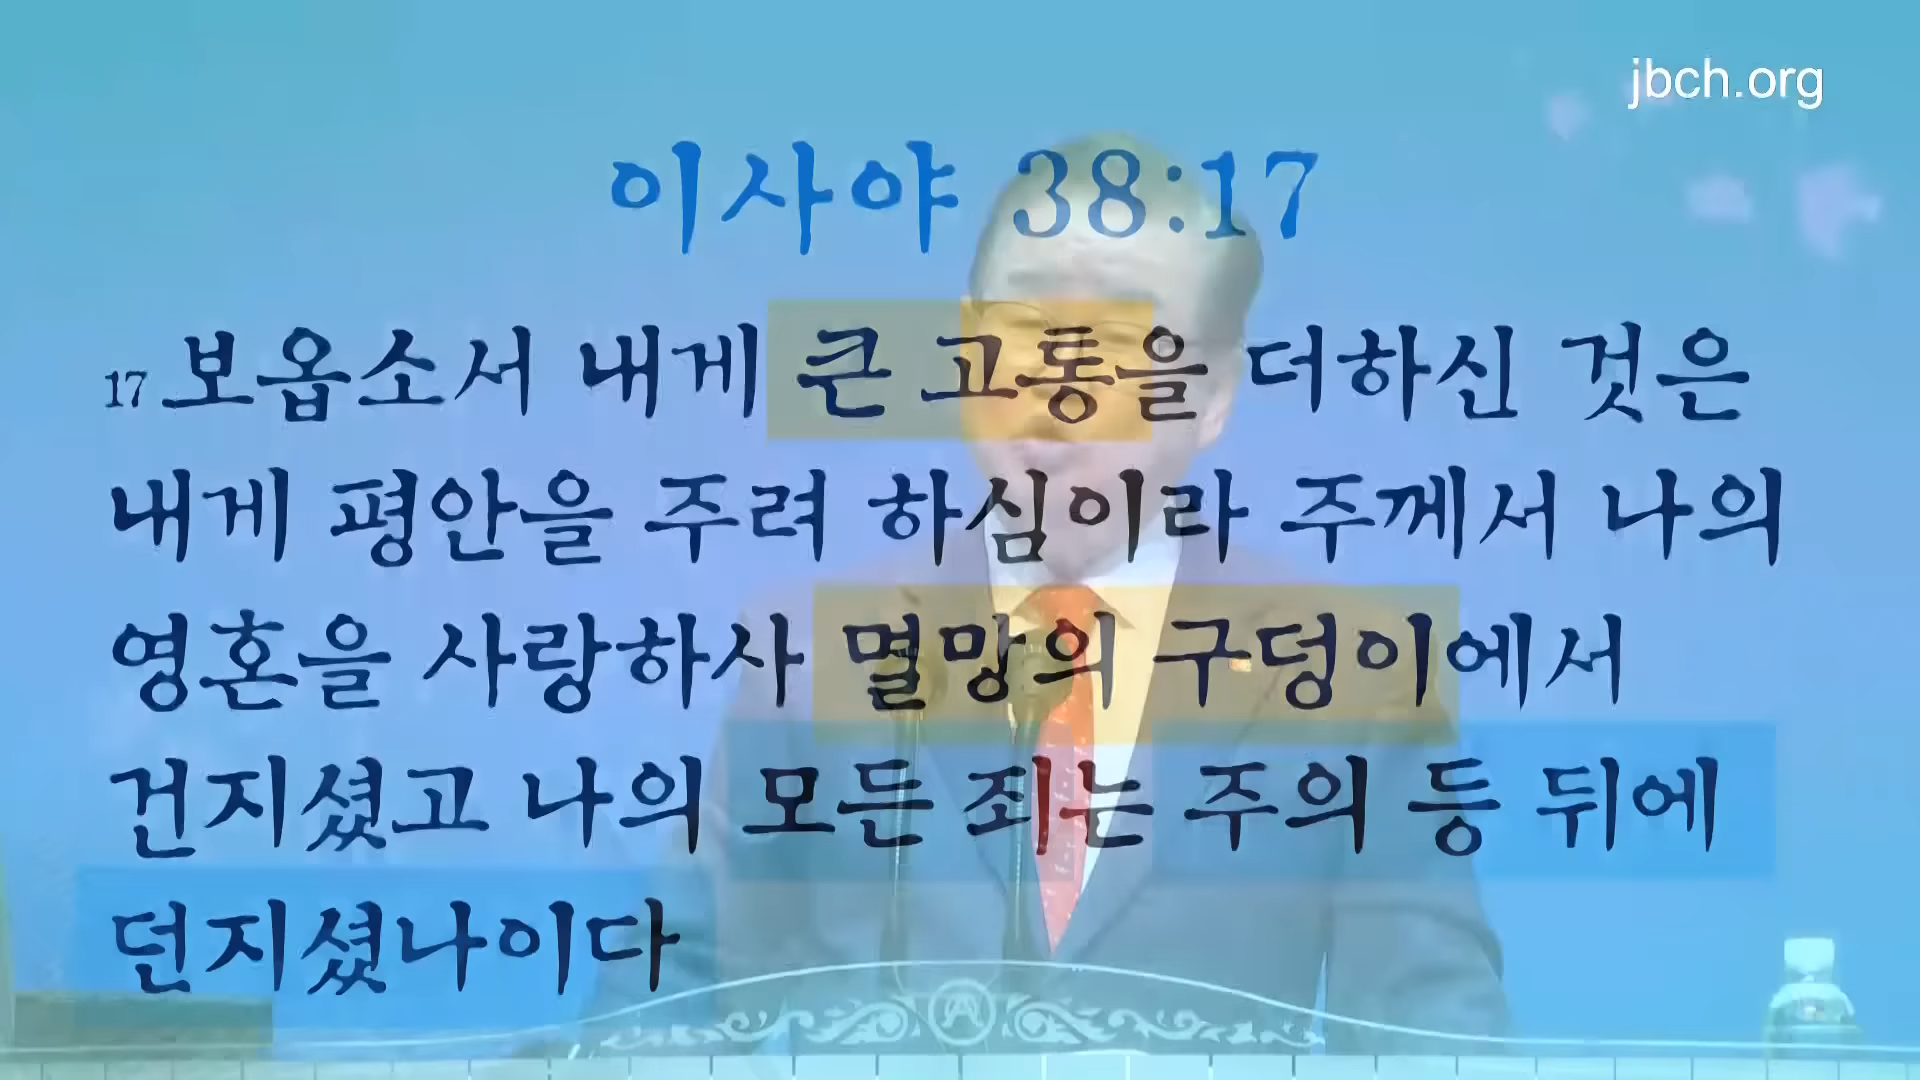 jbch.org
이사야 38:17
17 보옵소서 내게 큰 고통을 더하신 것은
내게 평안을 주려 하심이라 주께서 나의
영혼을 사랑하사 멸망의 구덩이에서
건지셨고 나의 모든 죄는 주의 등 뒤에
던지셨나이다